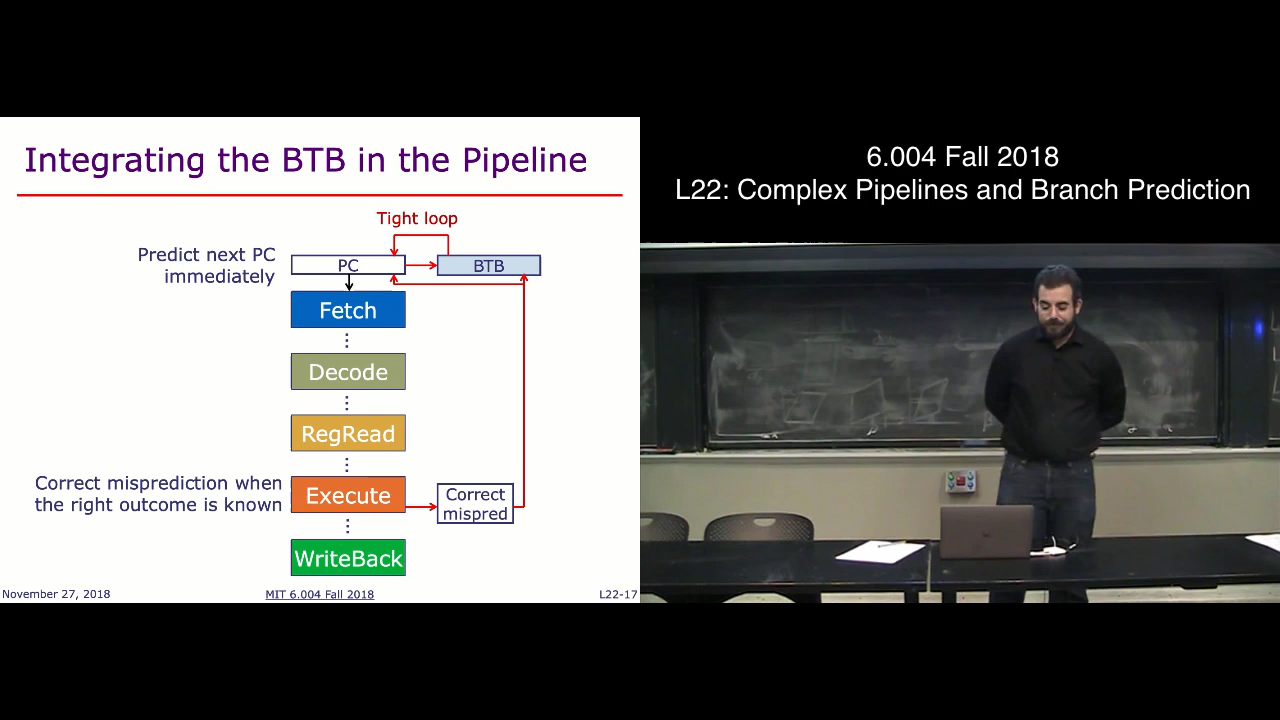 Integrating the BTB in the Pipeline
Tight loop
Predict next PC
immediately
PC
BTB
Fetch
Decode
RegRead
Correct misprediction when
the right outcome is known
Execute
Correct
mispred
WriteBack
November 27, 2018
MIT 6.004 Fall 2018
L22-17
6.004 Fall 2018
L22: Complex Pipelines and Branch Prediction